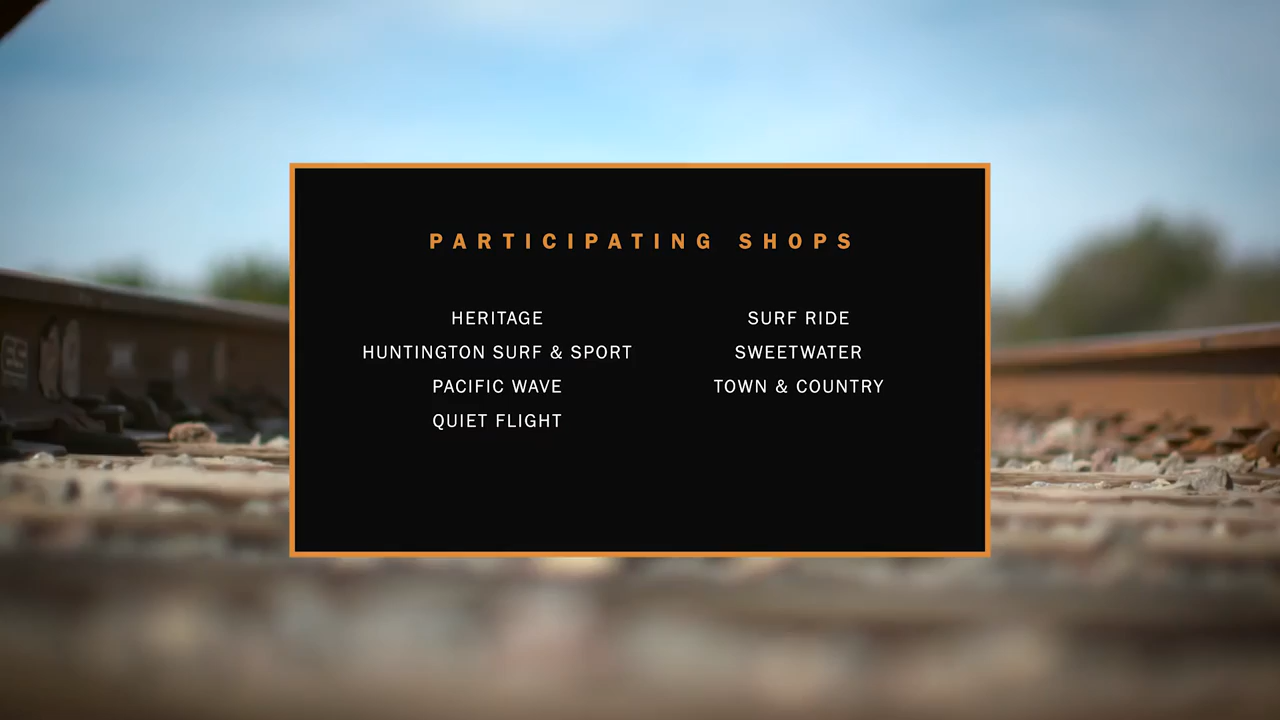 PARTICIPATING SHOPS
HERITAGE
HUNTINGTON SURF & SPORT
PACIFIC WAVE
QUIET FLIGHT
SURF RIDE
SWEETWATER
TOWN & COUNTRY